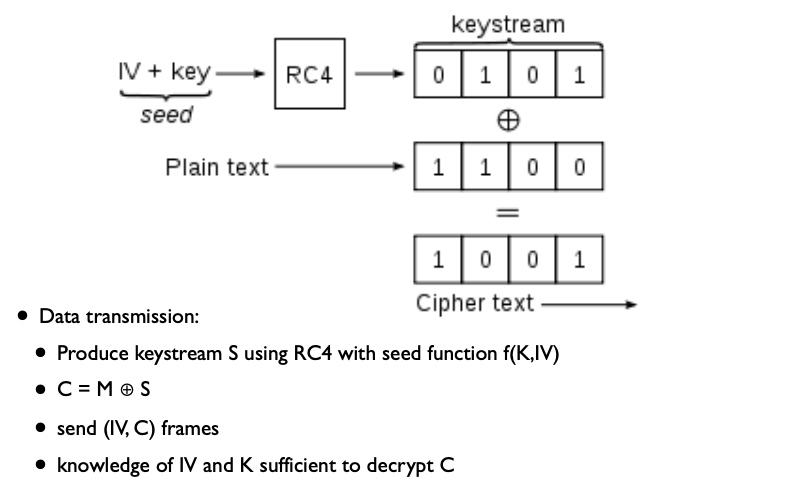 keystream
IV + key
RC4
0 1 0 1
seed
⊕
Plain text
1 1 0 0
=
1 0 0 1
Cipher text
• Data transmission:
• Produce keystream S using RC4 with seed function f(K,IV)
• C = M ⊕ S
• send (IV, C) frames
• knowledge of IV and K sufficient to decrypt C